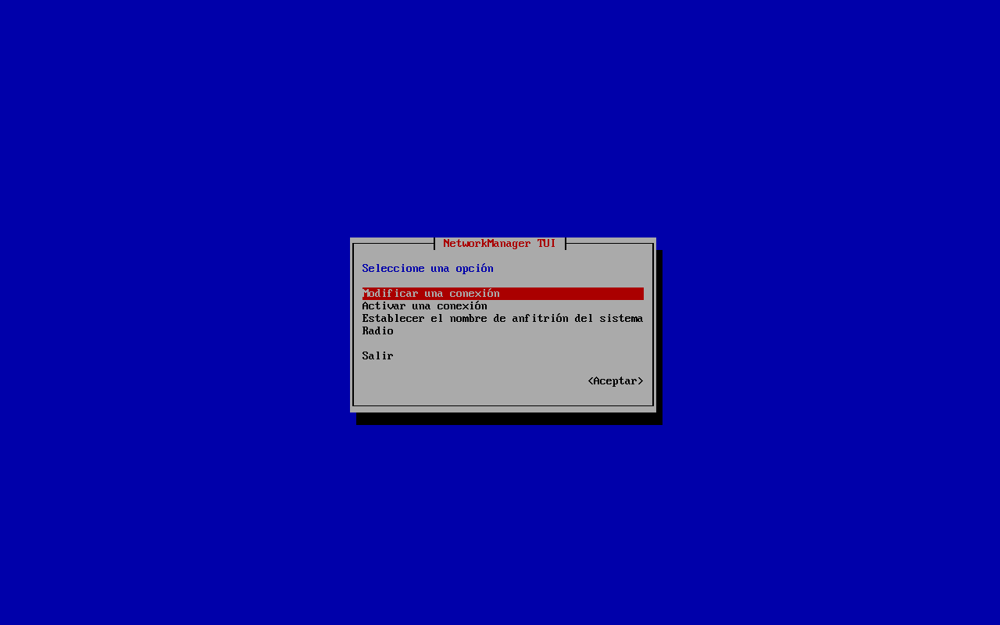 NetworkManager TUI
Seleccione una opción
Modificar una conexión
Activar una conexión
Establecer el nombre de anfitrión del sistema
Radio
Salir
<Aceptar>